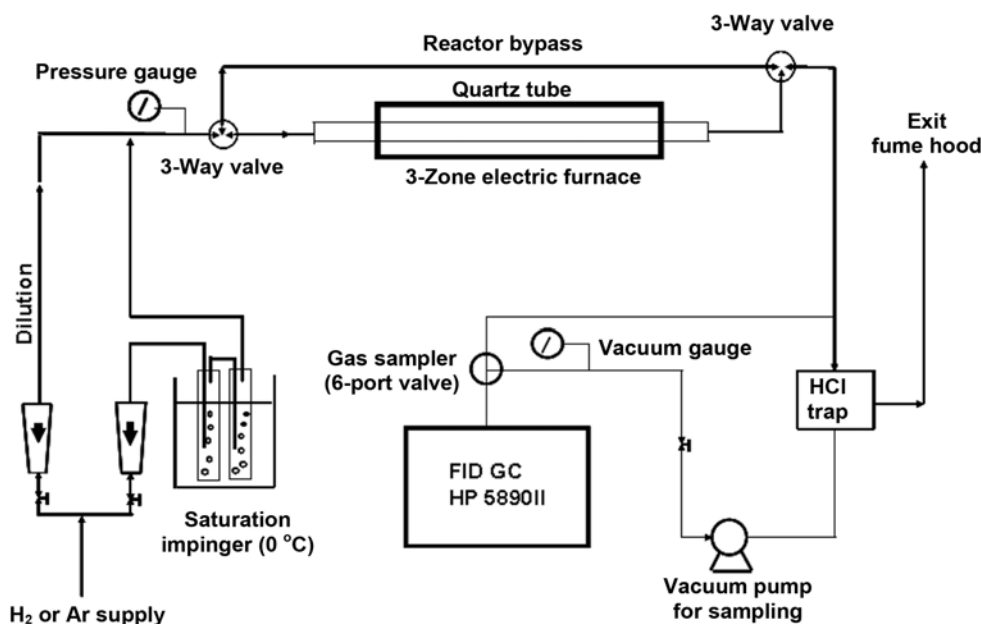 3-Way valve
Reactor bypass
Pressure gauge
Quartz tube
Exit
fume hood
3-Way valve
3-Zone electric furnace
Dilution
Gas sampler
(6-port valve)
Vacuum gauge
HCl
trap
FID GC
HP 5890II
Saturation
impinger (0 °C)
Vacuum pump
for sampling
H₂ or Ar supply